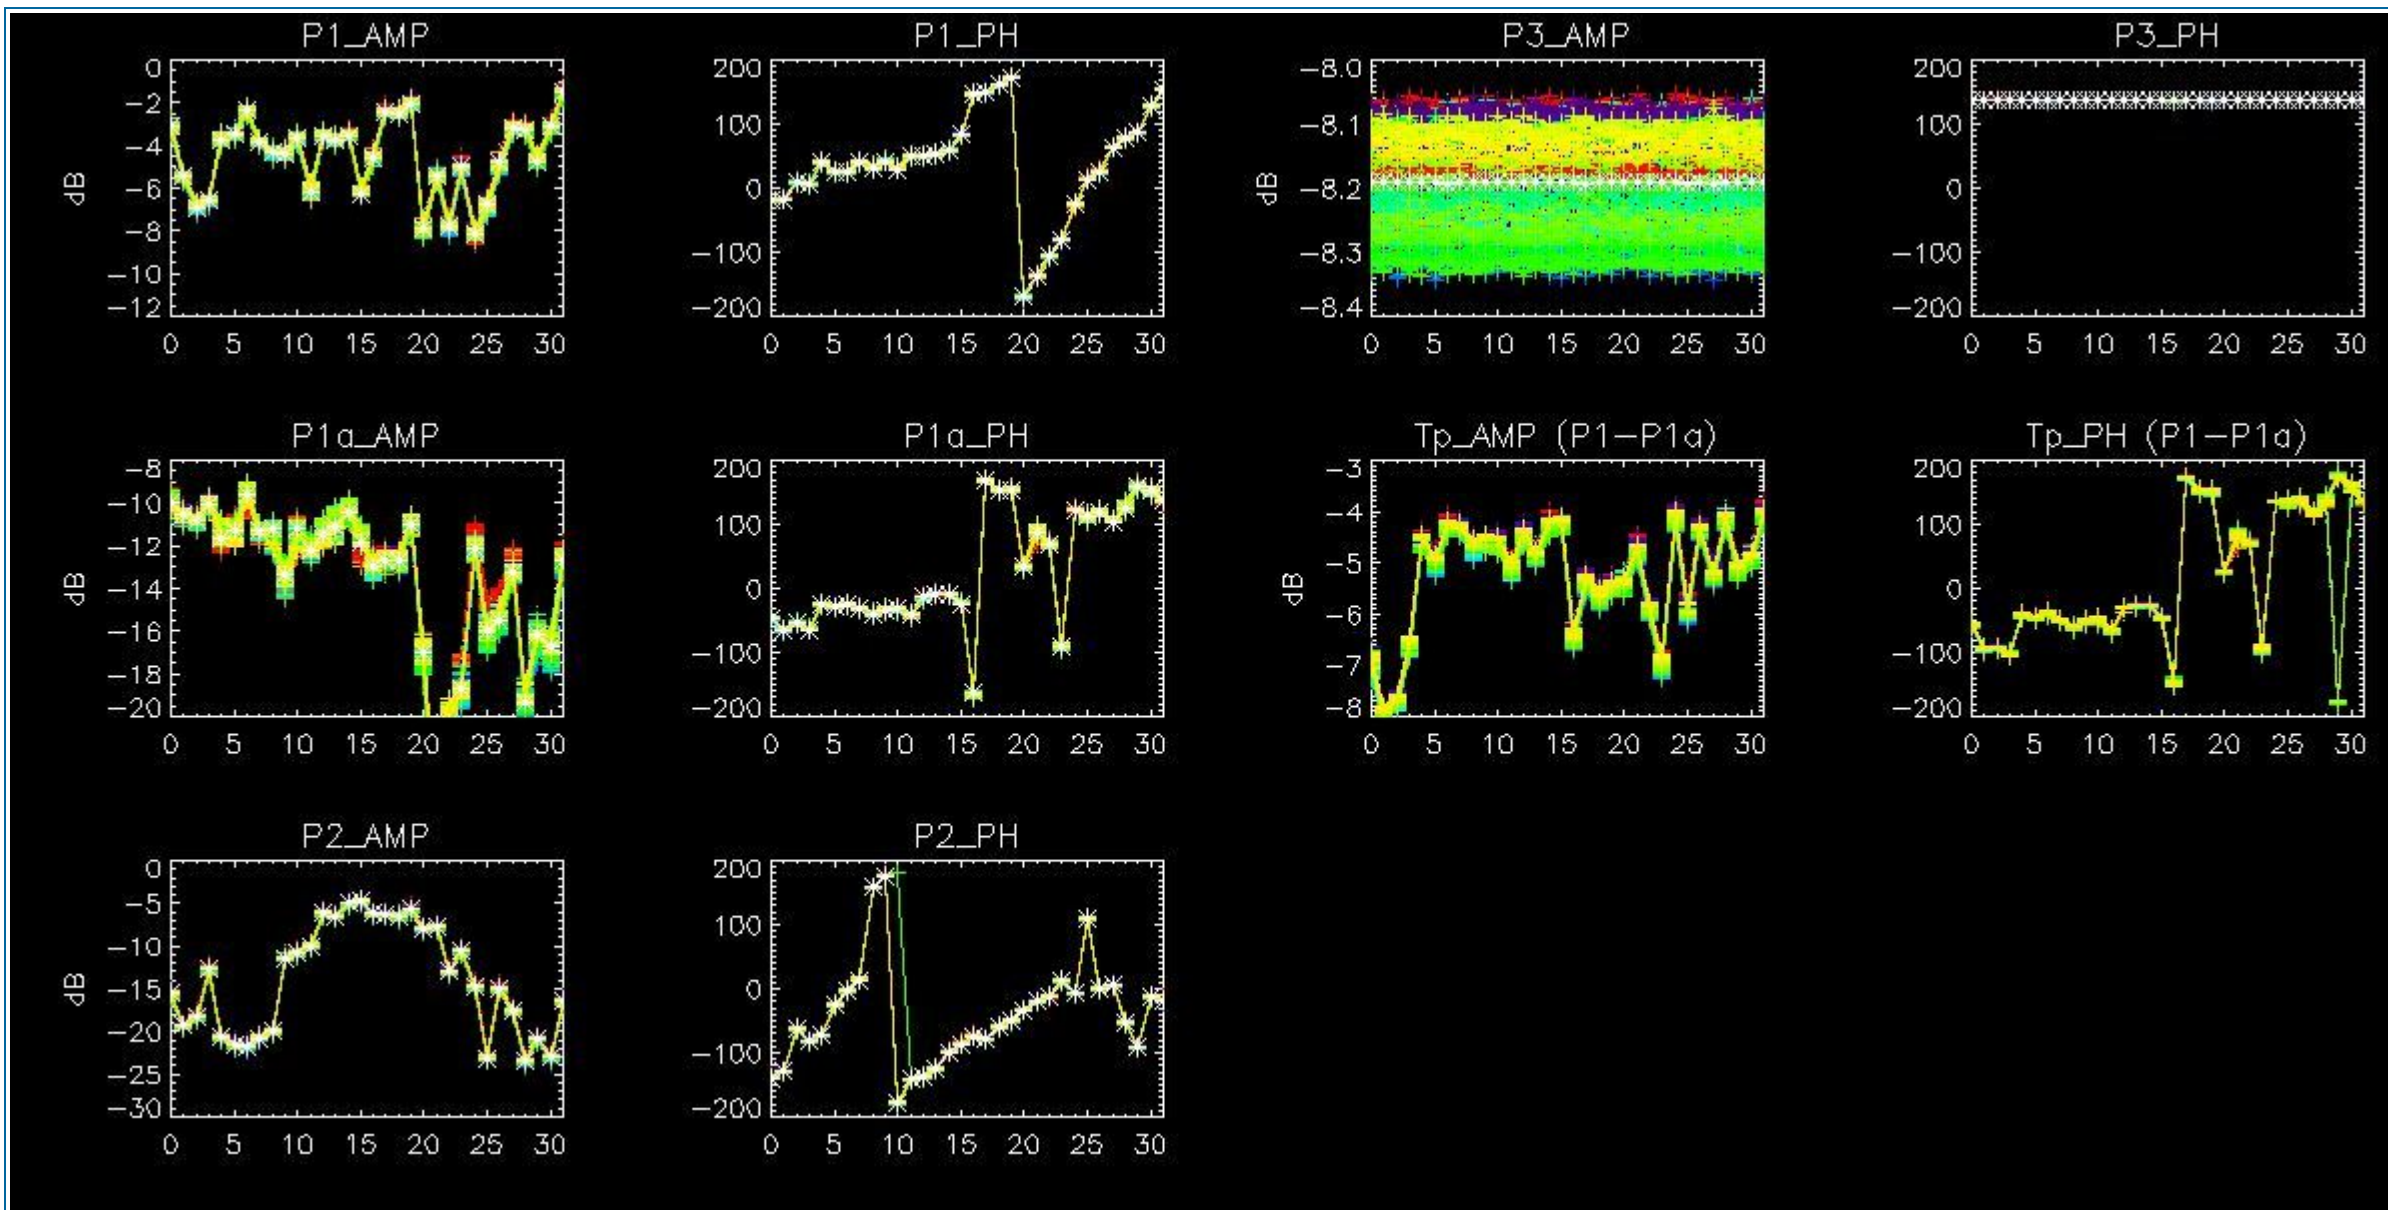 P1_AMP
P1_PH
P3_AMP
P3_PH
0
−2
−4
−6
−8
−10
−12
dB
0 5 10 15 20 25 30
200
100
0
−100
−200
0 5 10 15 20 25 30
−8.0
−8.1
−8.2
−8.3
−8.4
dB
0 5 10 15 20 25 30
200
100
0
−100
−200
0 5 10 15 20 25 30
P1a_AMP
P1a_PH
Tp_AMP (P1−P1a)
Tp_PH (P1−P1a)
−8
−10
−12
−14
−16
−18
−20
dB
0 5 10 15 20 25 30
200
100
0
−100
−200
0 5 10 15 20 25 30
−3
−4
−5
−6
−7
−8
dB
0 5 10 15 20 25 30
200
100
0
−100
−200
0 5 10 15 20 25 30
P2_AMP
P2_PH
0
−5
−10
−15
−20
−25
−30
dB
0 5 10 15 20 25 30
200
100
0
−100
−200
0 5 10 15 20 25 30